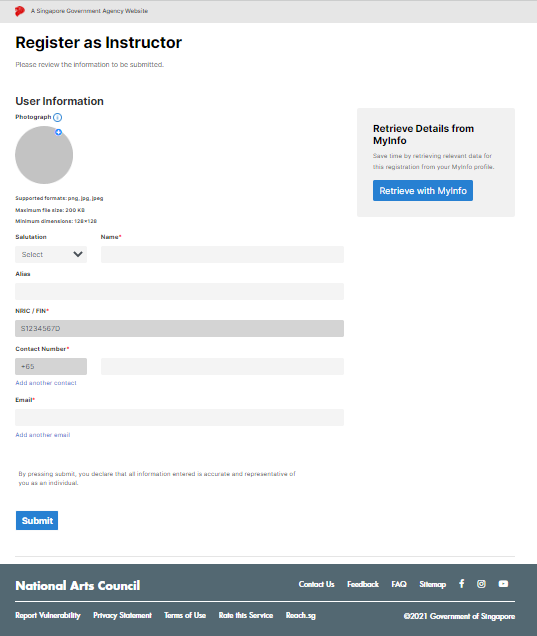 A Singapore Government Agency Website
Register as Instructor
Please review the information to be submitted.
User Information
Photograph
Supported formats: png, jpg, jpeg
Maximum file size: 200 KB
Minimum dimensions: 128x128
Salutation
Name*
Select
Alias
NRIC / FIN*
S1234567D
Contact Number*
+65
Add another contact
Email*
Add another email
By pressing submit, you declare that all information entered is accurate and representative of
you as an individual.
Submit
Retrieve Details from
MyInfo
Save time by retrieving relevant data for
this registration from your MyInfo profile.
Retrieve with MyInfo
National Arts Council
Contact Us Feedback FAQ Sitemap
Report Vulnerability Privacy Statement Terms of Use Rate this Service Reach.sg
©2021 Government of Singapore